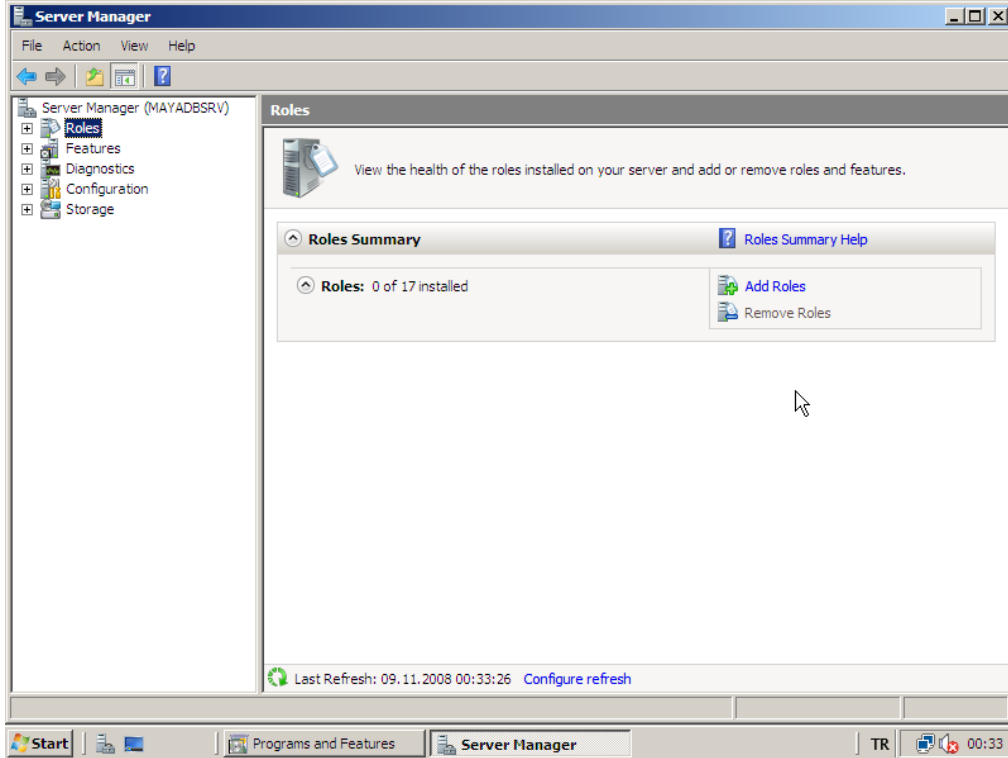 Server Manager
File Action View Help
Server Manager (MAYADBSRV)
Roles
Features
Diagnostics
Configuration
Storage
Roles
View the health of the roles installed on your server and add or remove roles and features.
Roles Summary
Roles Summary Help
Roles: 0 of 17 installed
Add Roles
Remove Roles
Last Refresh: 09.11.2008 00:33:26 Configure refresh
Start Programs and Features Server Manager TR 00:33